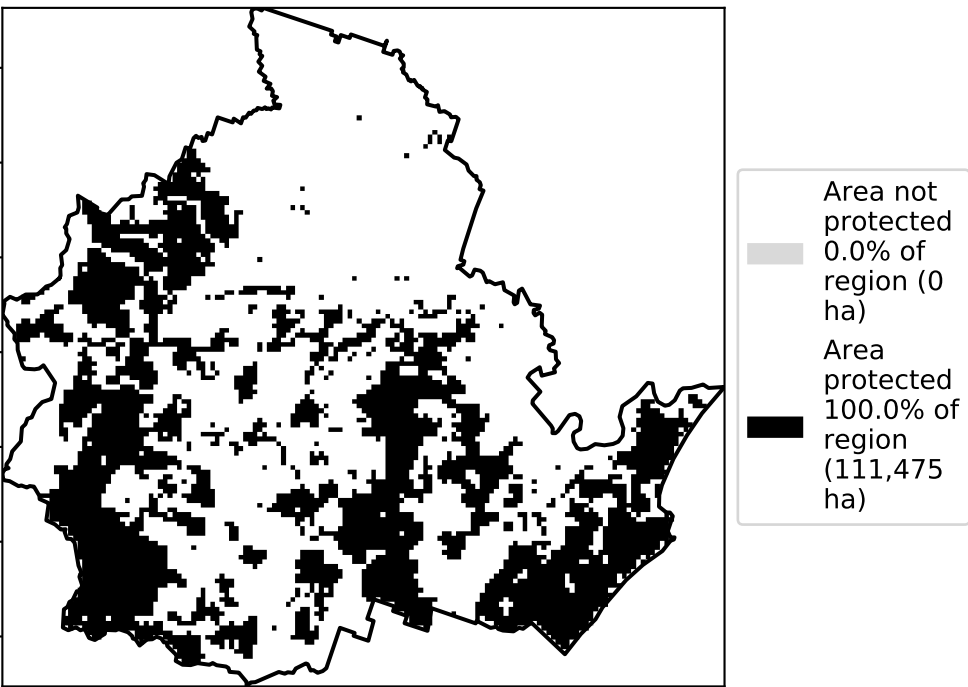 Area not
protected
0.0% of
region (0
ha)
Area
protected
100.0% of
region
(111,475
ha)